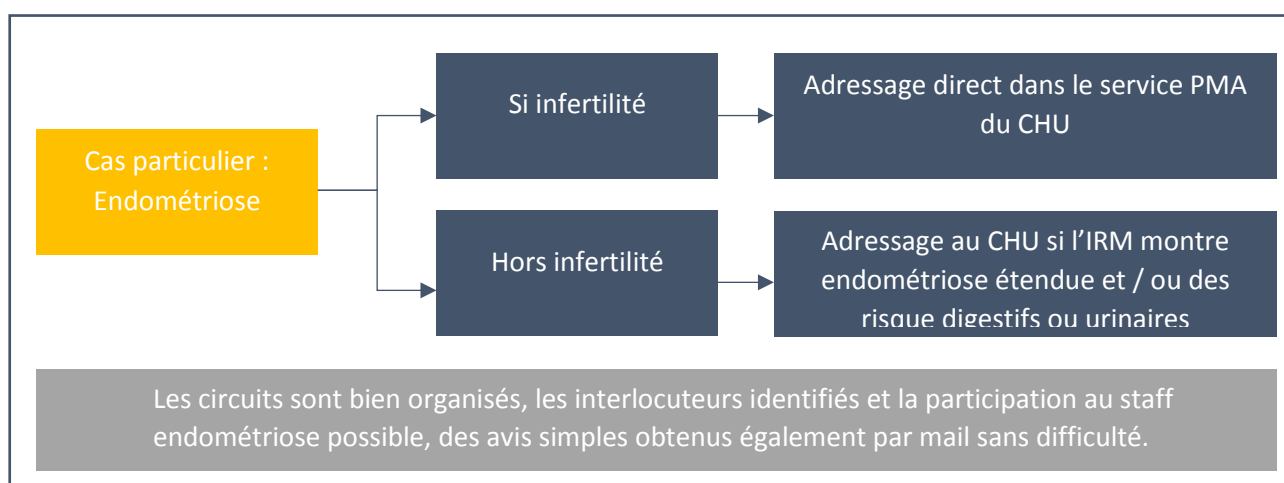 Cas particulier :
Endométriose
Si infertilité
Adressage direct dans le service PMA
du CHU
Hors infertilité
Adressage au CHU si l’IRM montre
endométriose étendue et / ou des
risque digestifs ou urinaires
Les circuits sont bien organisés, les interlocuteurs identifiés et la participation au staff
endométriose possible, des avis simples obtenus également par mail sans difficulté.